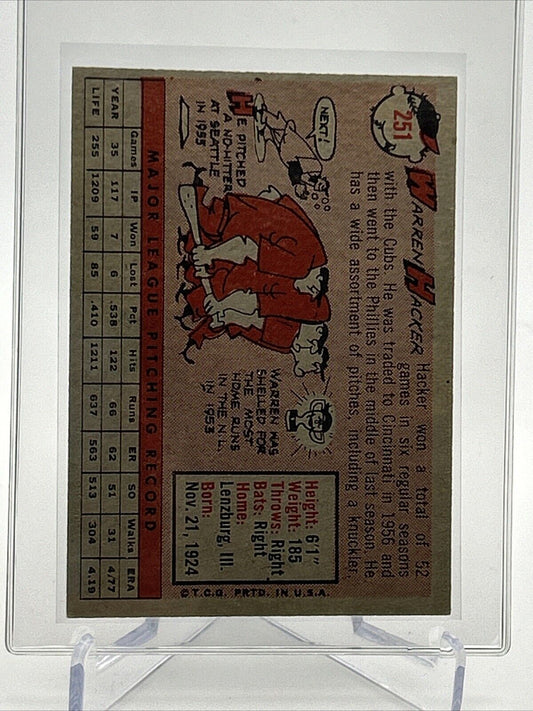 251
WARREN HACKER
Hacker won a total of 52
games in six regular seasons
with the Cubs. He was traded to Cincinnati in 1956 and
then went to the Phillies in the middle of last season. He
has a wide assortment of pitches, including a knuckler.
NEXT!
HE PITCHED
A NO-HITTER
AT SEATTLE
IN 1955
WARREN WAS
SHELLED FOR
THE MOST
HOME RUNS
IN THE N.L.
IN 1953
Height: 6'1"
Weight: 185
Throws: Right
Bats: Right
Home:
Lenzburg, Ill.
Born:
Nov. 21, 1924
©T.C.G. PRTD. IN U.S.A.
MAJOR LEAGUE PITCHING RECORD
Games IP Won Lost Pct Hits Runs ER SO Walks ERA
YEAR 35 117 7 6 .538 122 66 62 51 31 4.77
LIFE 255 1209 59 85 .410 1211 637 563 513 304 4.19